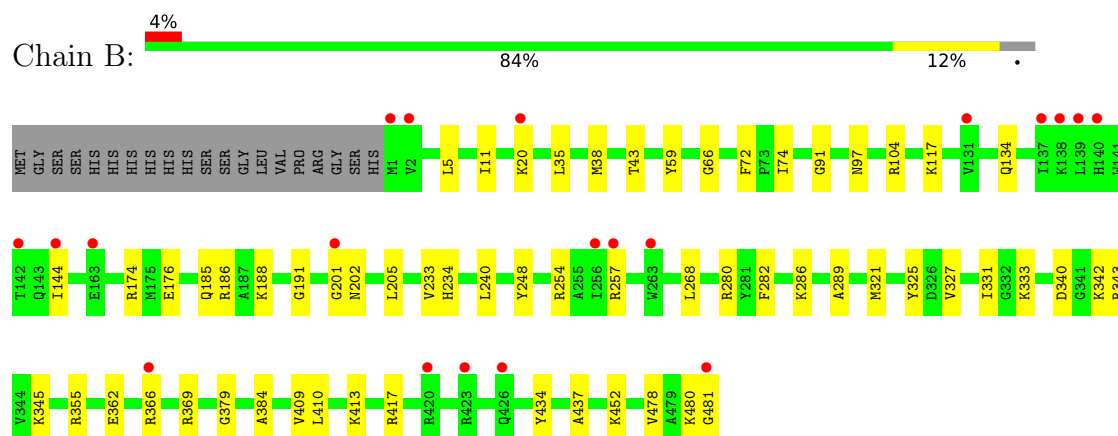 4%
Chain B:
84% 12% •
MET GLY SER SER HIS HIS HIS HIS HIS HIS SER SER GLY LEU VAL PRO ARG GLY SER HIS M1 V2 L5 I11 K20 L35 M38 T43 Y59 G66 F72 P73 I74 G91 N97 R104 K117 V131 Q134 I137 K138 L139 H140 W141
T142 Q143 I144 E163 R174 M175 E176 Q185 R186 A187 K188 G191 G201 N202 L205 V233 H234 L240 Y248 R254 A255 I256 R257 W263 L268 R280 Y281 F282 K286 A289 M321 Y325 D326 V327 I331 G332 K333 D340 G341 K342 R343
V344 K345 R355 E362 R366 R369 G379 A384 V409 L410 K413 R417 R420 R423 Q426 Y434 A437 K452 V478 A479 K480 G481